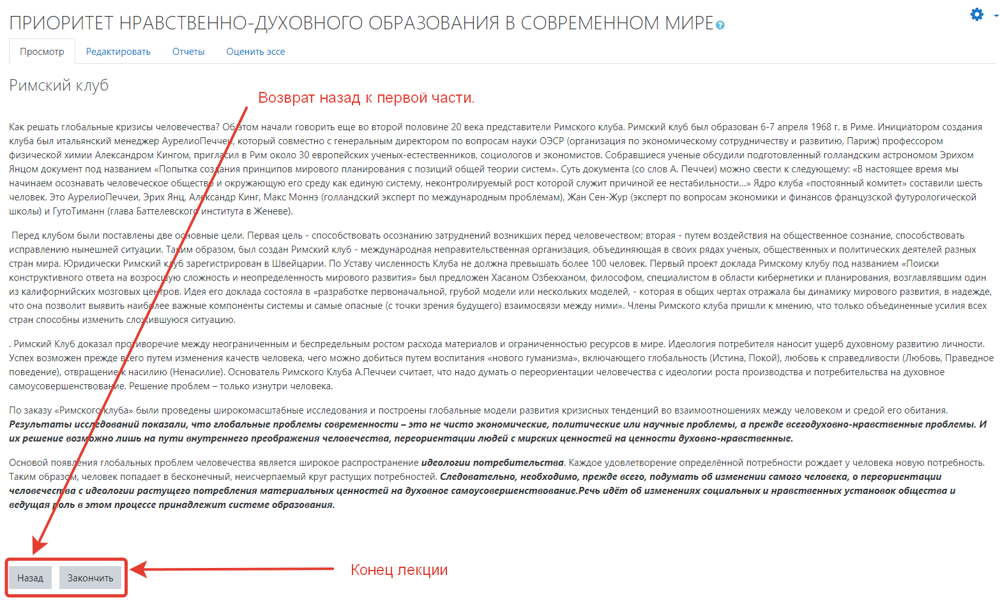 ПРИОРИТЕТ НРАВСТВЕННО-ДУХОВНОГО ОБРАЗОВАНИЯ В СОВРЕМЕННОМ МИРЕ
Просмотр Редактировать Отчеты Оценить эссе
Римский клуб
Возврат назад к первой части.
Как решать глобальные кризисы человечества? Об этом начали говорить еще во второй половине 20 века представители Римского клуба. Римский клуб был образован 6-7 апреля 1968 г. в Риме. Инициатором создания
клуба был итальянский менеджер АурелиоПеччеи, который совместно с генеральным директором по вопросам науки ОЭСР (организация по экономическому сотрудничеству и развитию, Париж) профессором
физической химии Александром Кингом, пригласил в Рим около 30 европейских ученых-естественников, социологов и экономистов. Собравшиеся ученые обсудили подготовленный голландским астрономом Эрихом
Янцом документ под названием «Попытка создания принципов мирового планирования с позиций общей теории систем». Суть документа (со слов А. Печчеи) можно свести к следующему: «В настоящее время мы
начинаем осознавать человеческое общество и окружающую его среду как единую систему, неконтролируемый рост которой служит причиной ее нестабильности…» Ядро клуба «постоянный комитет» составили шесть
человек. Это АурелиоПеччеи, Эрих Янц, Александр Кинг, Макс Моннэ (голландский эксперт по международным проблемам), Жан Сен-Жур (эксперт по вопросам экономики и финансов французской футурологической
школы) и ГутоТиманн (глава Баттелевского института в Женеве).
Перед клубом были поставлены две основные цели. Первая цель - способствовать осознанию затруднений возникших перед человечеством; вторая - путем воздействия на общественное сознание, способствовать
исправлению нынешней ситуации. Таким образом, был создан Римский клуб - международная неправительственная организация, объединяющая в своих рядах ученых, общественных и политических деятелей разных
стран мира. Юридически Римский клуб зарегистрирован в Швейцарии. По Уставу численность Клуба не должна превышать более 100 человек. Первый проект доклада Римскому клубу под названием «Поиски
конструктивного ответа на возросшую сложность и неопределенность мирового развития» был предложен Хасаном Озбекханом, философом, специалистом в области кибернетики и планирования, возглавлявшим один
из калифорнийских мозговых центров. Идея его доклада состояла в «разработке первоначальной, грубой модели или нескольких моделей, - которая в общих чертах отражала бы динамику мирового развития, в надежде,
что она позволит выявить наиболее важные компоненты системы и самые опасные (с точки зрения будущего) взаимосвязи между ними». Члены Римского клуба пришли к мнению, что только объединенные усилия всех
стран способны изменить сложившуюся ситуацию.
. Римский Клуб доказал противоречие между неограниченным и беспредельным ростом расхода материалов и ограниченностью ресурсов в мире. Идеология потребителя наносит ущерб духовному развитию личности.
Успех возможен прежде всего путем изменения качеств человека, чего можно добиться путем воспитания «нового гуманизма», включающего глобальность (Истина, Покой), любовь к справедливости (Любовь, Праведное
поведение), отвращение к насилию (Ненасилие). Основатель Римского Клуба А.Печчеи считает, что надо думать о переориентации человечества с идеологии роста производства и потребительства на духовное
самоусовершенствование. Решение проблем – только изнутри человека.
По заказу «Римского клуба» были проведены широкомасштабные исследования и построены глобальные модели развития кризисных тенденций во взаимоотношениях между человеком и средой его обитания.
Результаты исследований показали, что глобальные проблемы современности – это не чисто экономические, политические или научные проблемы, а прежде всегодуховно-нравственные проблемы. И
их решение возможно лишь на пути внутреннего преображения человечества, переориентации людей с мирских ценностей на ценности духовно-нравственные.
Основой появления глобальных проблем человечества является широкое распространение идеологии потребительства. Каждое удовлетворение определённой потребности рождает у человека новую потребность.
Таким образом, человек попадает в бесконечный, неисчерпаемый круг растущих потребностей. Следовательно, необходимо, прежде всего, подумать об изменении самого человека, о переориентации
человечества с идеологии растущего потребления материальных ценностей на духовное самоусовершенствование.Речь идёт об изменениях социальных и нравственных установок общества и
ведущая роль в этом процессе принадлежит системе образования.
Назад Закончить Конец лекции